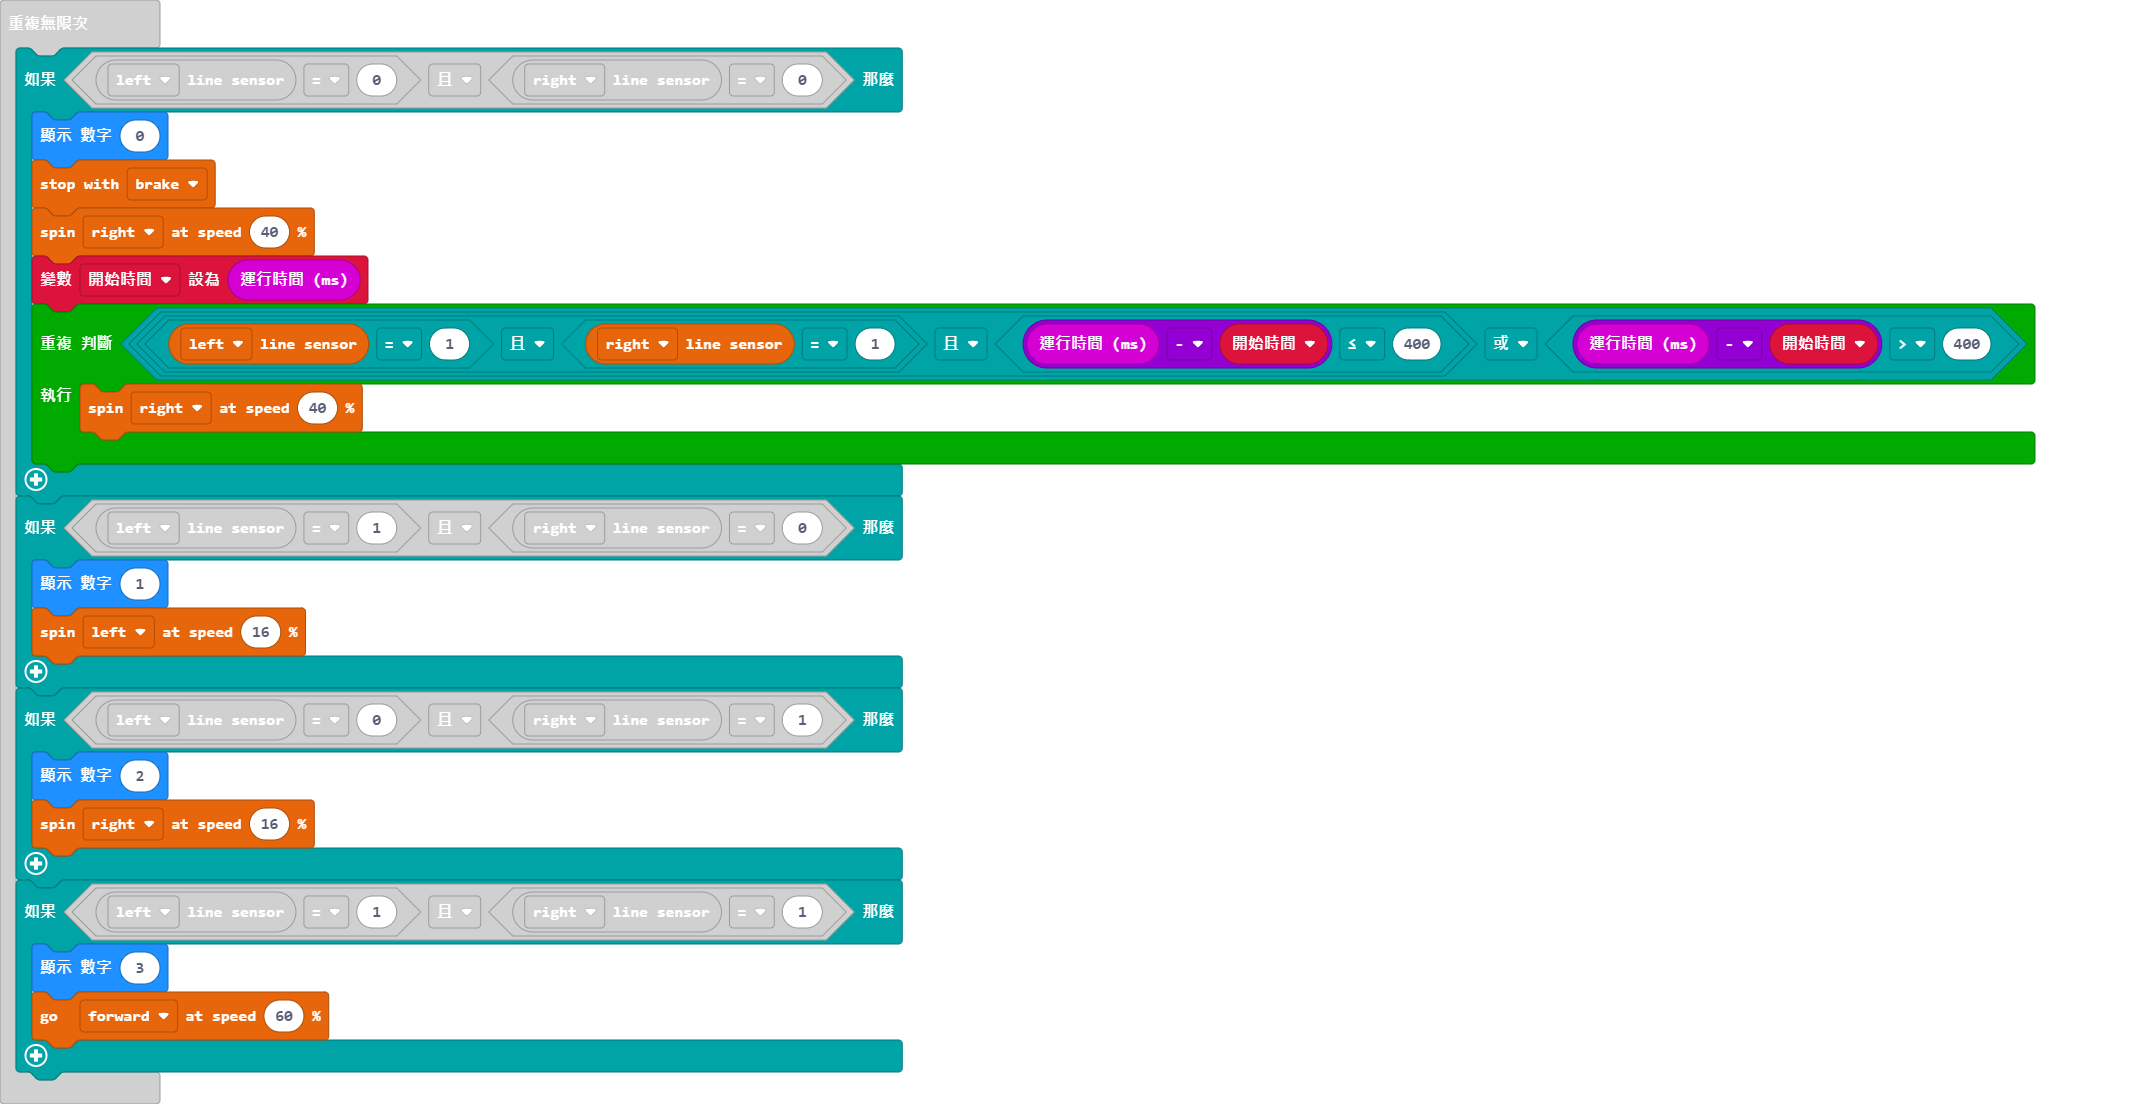 重複無限次
如果 left line sensor = 0 且 right line sensor = 0 那麼
顯示 數字 0
stop with brake
spin right at speed 40 %
變數 開始時間 設為 運行時間 (ms)
重複 判斷 left line sensor = 1 且 right line sensor = 1 且 運行時間 (ms) - 開始時間 ≤ 400 或 運行時間 (ms) - 開始時間 > 400
執行 spin right at speed 40 %
如果 left line sensor = 1 且 right line sensor = 0 那麼
顯示 數字 1
spin left at speed 16 %
如果 left line sensor = 0 且 right line sensor = 1 那麼
顯示 數字 2
spin right at speed 16 %
如果 left line sensor = 1 且 right line sensor = 1 那麼
顯示 數字 3
go forward at speed 60 %